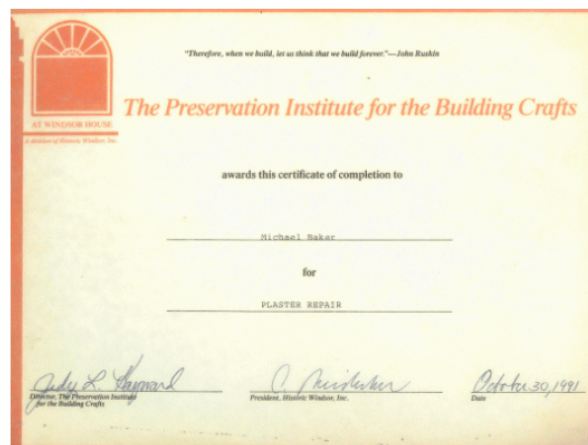 "Therefore, when we build, let us think that we build forever."—John Ruskin
AT WINDSOR HOUSE
A division of Historic Windsor, Inc.
The Preservation Institute for the Building Crafts
awards this certificate of completion to
Michael Baker
for
PLASTER REPAIR
Judy L. Hayward
C. October 30, 1991
Director, The Preservation Institute
for the Building Crafts
President, Historic Windsor, Inc.
Date